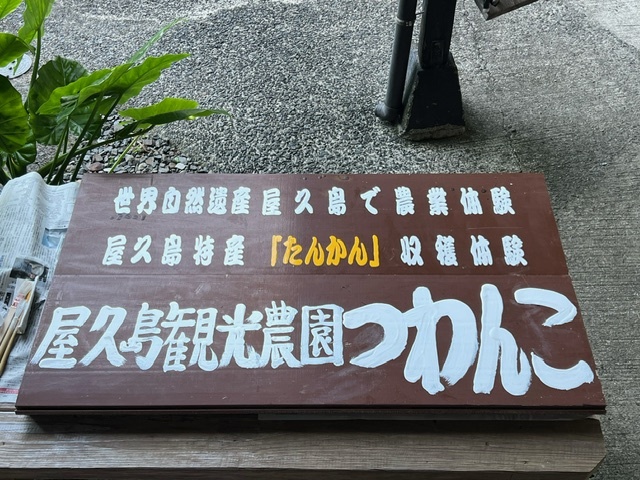 世界自然遺産屋久島で農業体験
屋久島特産「たんかん」収穫体験
屋久島観光農園つわんこ